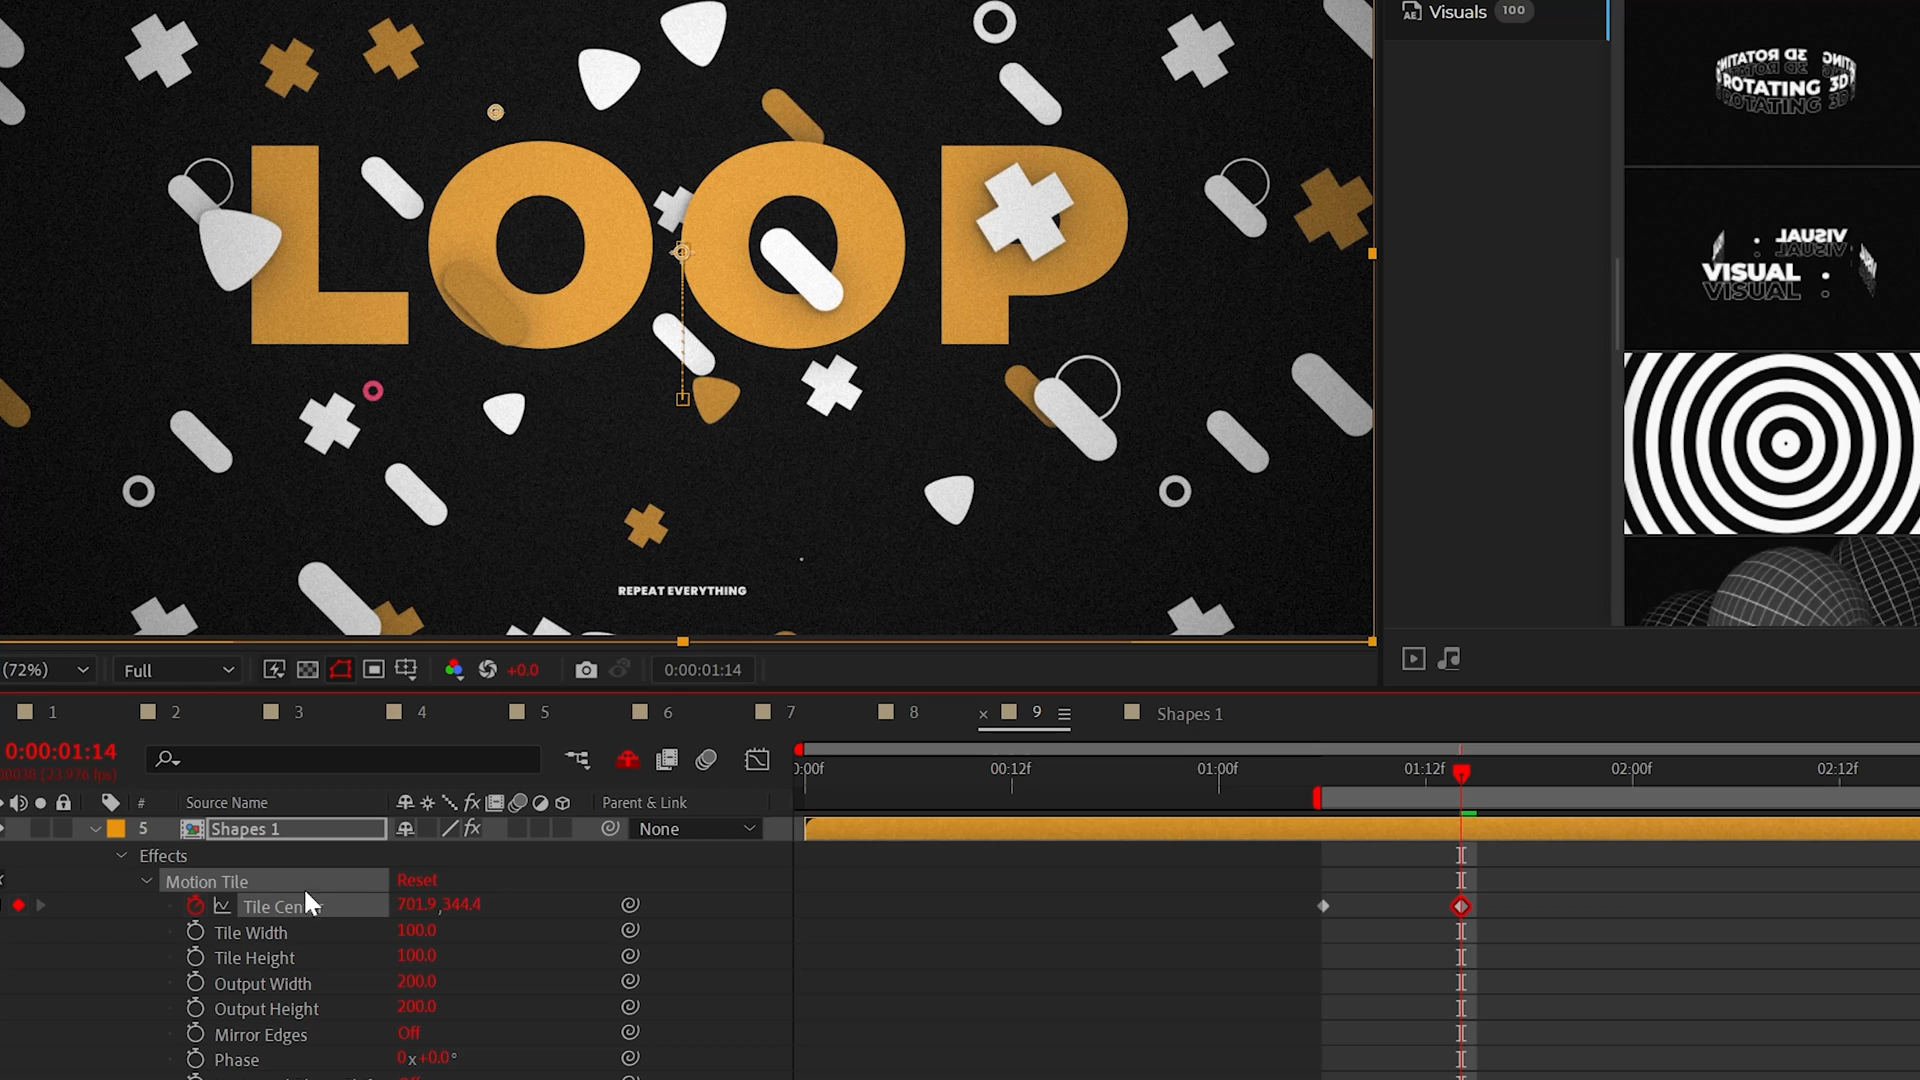 Visuals 100
LOOP
ROTATING 3D
VISUAL
VISUAL
VISUAL
REPEAT EVERYTHING
(72%) Full +0.0 0:00:01:14
1 2 3 4 5 6 7 8 × 9 Shapes 1
0:00:01:14
0:00f 00:12f 01:00f 01:12f 02:00f 02:12f
# Source Name fx Parent & Link
5 Shapes 1 fx None
Effects
Motion Tile Reset
701.9,344.4
Tile Width 100.0
Tile Height 100.0
Output Width 200.0
Output Height 200.0
Mirror Edges Off
Phase 0x+0.0°